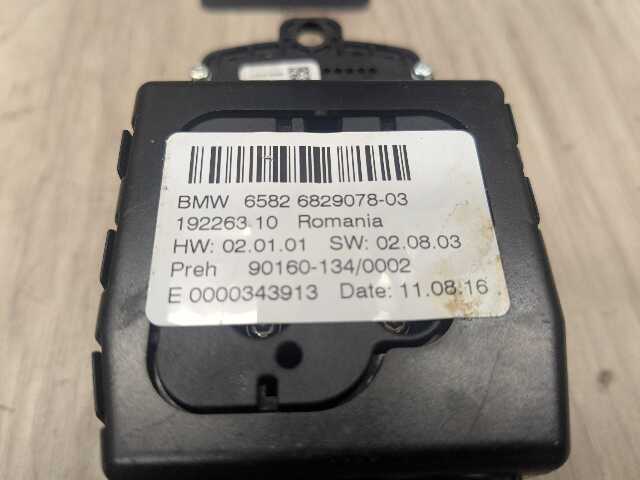 BMW 6582 6829078-03
192263.10 Romania
HW: 02.01.01 SW: 02.08.03
Preh 90160-134/0002
E 0000343913 Date: 11.08.16